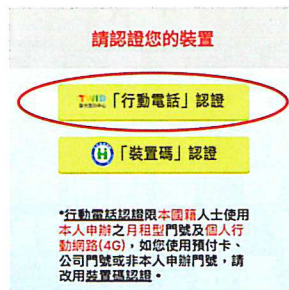 請認證您的裝置
TWID
「行動電話」認證
「裝置碼」認證
*行動電話認證限本國籍人士使用
本人申辦之月租型門號及個人行
動網路(4G)，如您使用預付卡、
公司門號或非本人申辦門號，請
改用裝置碼認證。